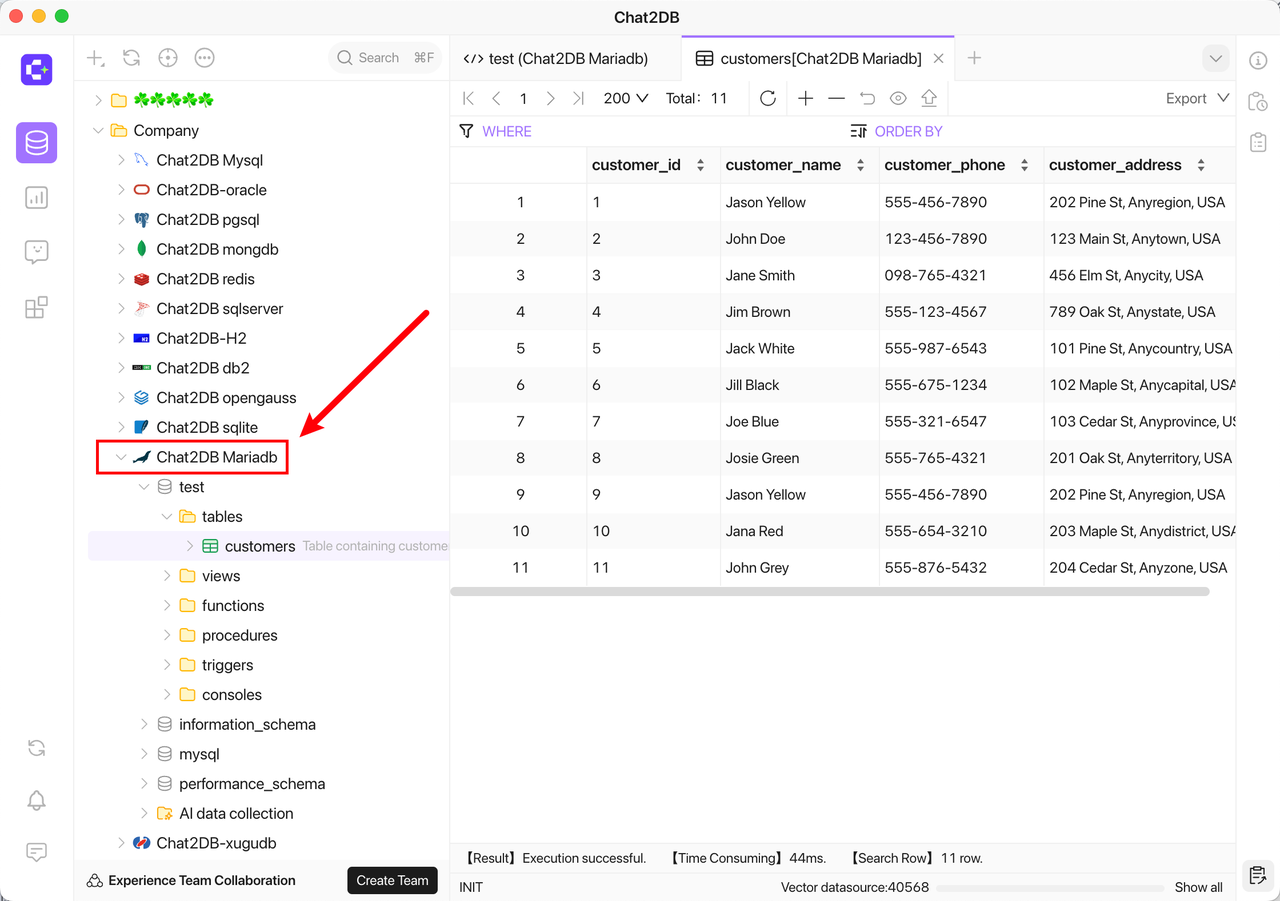 Chat2DB
Search ⌘F
☘☘☘☘☘
Company
Chat2DB Mysql
Chat2DB-oracle
Chat2DB pgsql
Chat2DB mongdb
Chat2DB redis
Chat2DB sqlserver
Chat2DB-H2
Chat2DB db2
Chat2DB opengauss
Chat2DB sqlite
Chat2DB Mariadb
test
tables
customers Table containing custome
views
functions
procedures
triggers
consoles
information_schema
mysql
performance_schema
AI data collection
Chat2DB-xugudb
Experience Team Collaboration Create Team
</> test (Chat2DB Mariadb) customers[Chat2DB Mariadb]
1 200 Total: 11 Export
WHERE ORDER BY
customer_id customer_name customer_phone customer_address
1 1 Jason Yellow 555-456-7890 202 Pine St, Anyregion, USA
2 2 John Doe 123-456-7890 123 Main St, Anytown, USA
3 3 Jane Smith 098-765-4321 456 Elm St, Anycity, USA
4 4 Jim Brown 555-123-4567 789 Oak St, Anystate, USA
5 5 Jack White 555-987-6543 101 Pine St, Anycountry, USA
6 6 Jill Black 555-675-1234 102 Maple St, Anycapital, USA
7 7 Joe Blue 555-321-6547 103 Cedar St, Anyprovince, US
8 8 Josie Green 555-765-4321 201 Oak St, Anyterritory, USA
9 9 Jason Yellow 555-456-7890 202 Pine St, Anyregion, USA
10 10 Jana Red 555-654-3210 203 Maple St, Anydistrict, USA
11 11 John Grey 555-876-5432 204 Cedar St, Anyzone, USA
【Result】Execution successful. 【Time Consuming】44ms. 【Search Row】11 row.
INIT Vector datasource:40568 Show all